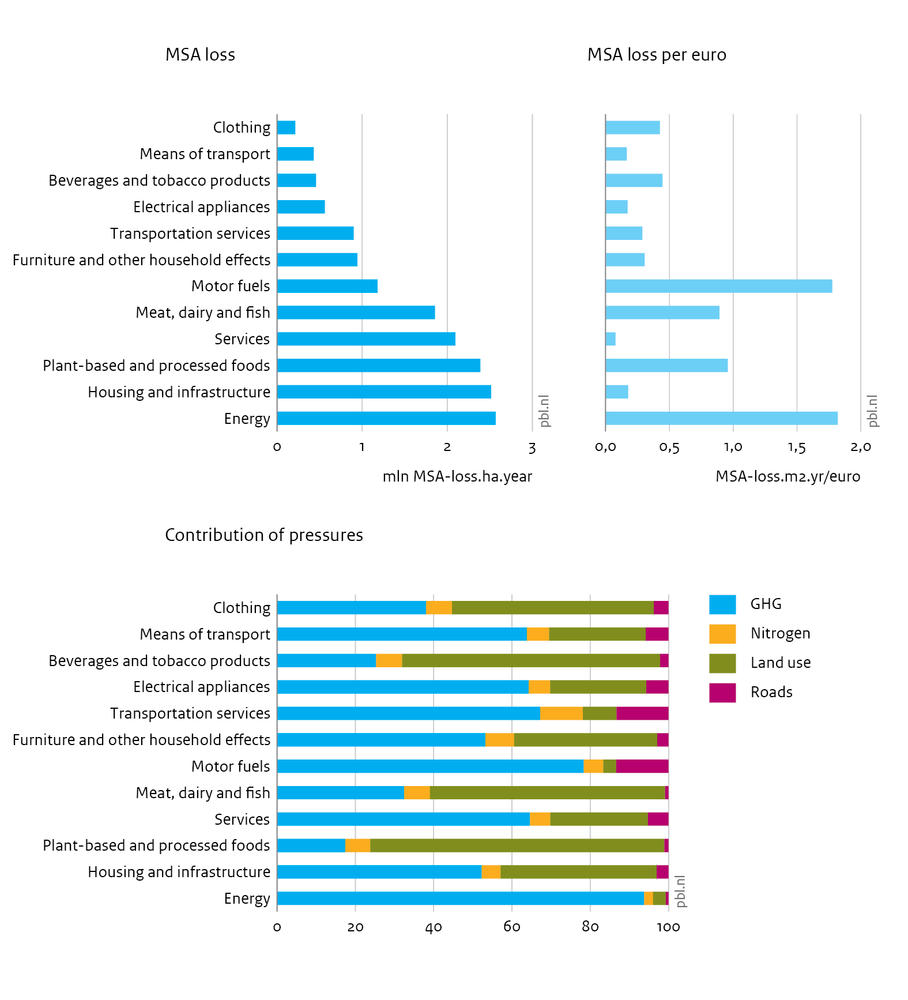 MSA loss
MSA loss per euro
Clothing
Means of transport
Beverages and tobacco products
Electrical appliances
Transportation services
Furniture and other household effects
Motor fuels
Meat, dairy and fish
Services
Plant-based and processed foods
Housing and infrastructure
Energy
pbl.nl
pbl.nl
0 1 2 3
0,0 0,5 1,0 1,5 2,0
mln MSA-loss.ha.year
MSA-loss.m2.yr/euro
Contribution of pressures
Clothing
Means of transport
Beverages and tobacco products
Electrical appliances
Transportation services
Furniture and other household effects
Motor fuels
Meat, dairy and fish
Services
Plant-based and processed foods
Housing and infrastructure
Energy
GHG
Nitrogen
Land use
Roads
pbl.nl
0 20 40 60 80 100